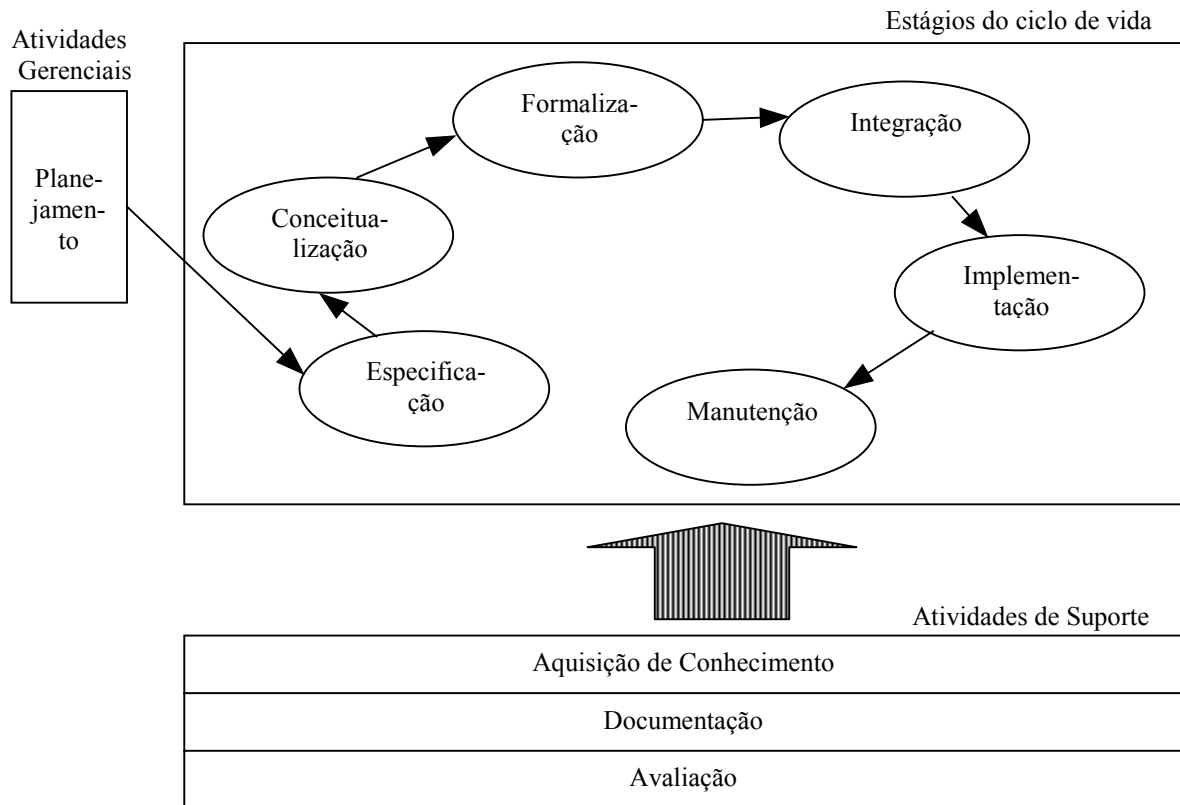 Estágios do ciclo de vida
Atividades
Gerenciais
Plane-
jamen-
to
Formaliza-
ção
Integração
Conceitua-
lização
Implemen-
tação
Especifica-
ção
Manutenção
Atividades de Suporte
Aquisição de Conhecimento
Documentação
Avaliação